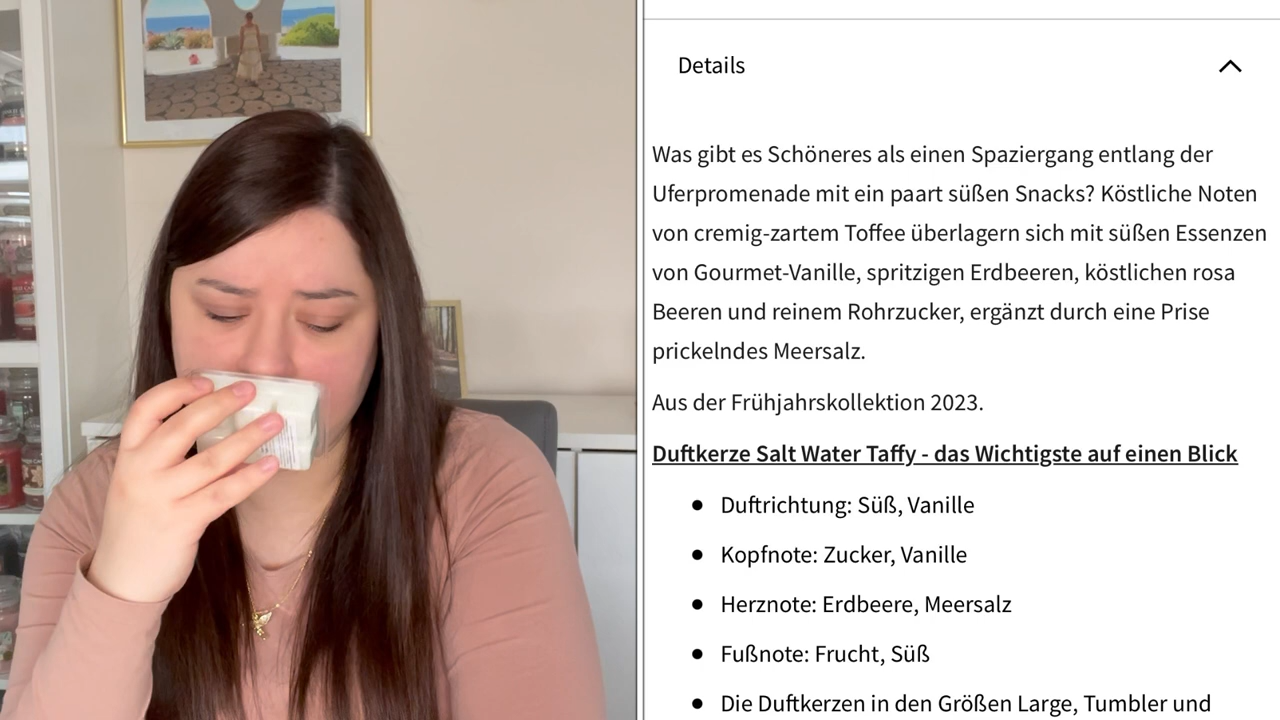 Details
Was gibt es Schöneres als einen Spaziergang entlang der
Uferpromenade mit ein paart süßen Snacks? Köstliche Noten
von cremig-zartem Toffee überlagern sich mit süßen Essenzen
von Gourmet-Vanille, spritzigen Erdbeeren, köstlichen rosa
Beeren und reinem Rohrzucker, ergänzt durch eine Prise
prickelndes Meersalz.
Aus der Frühjahrskollektion 2023.
Duftkerze Salt Water Taffy - das Wichtigste auf einen Blick
● Duftrichtung: Süß, Vanille
● Kopfnote: Zucker, Vanille
● Herznote: Erdbeere, Meersalz
● Fußnote: Frucht, Süß
● Die Duftkerzen in den Größen Large, Tumbler und